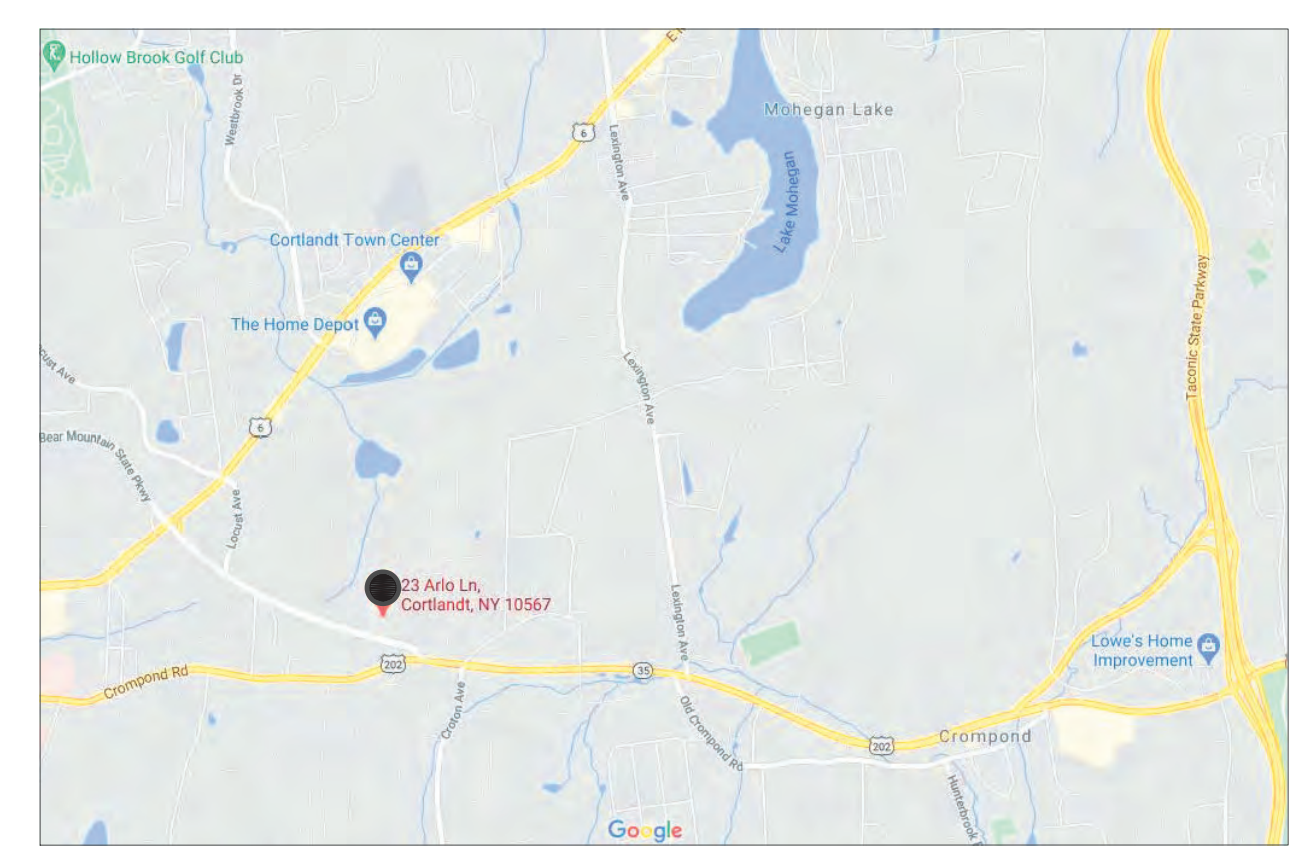 Hollow Brook Golf Club
Westbrook Dr
6
Lexington Ave
Mohegan Lake
Lake Mohegan
Cortlandt Town Center
The Home Depot
Taconic State Parkway
Lexington Ave
6
Bear Mountain State Pkwy
Locust Ave
23 Arlo Ln,
Cortlandt, NY 10567
Lexington Ave
Lowe's Home
Improvement
Crompond Rd
202
35
Croton Ave
Old Crompond Rd
202
Crompond
Google